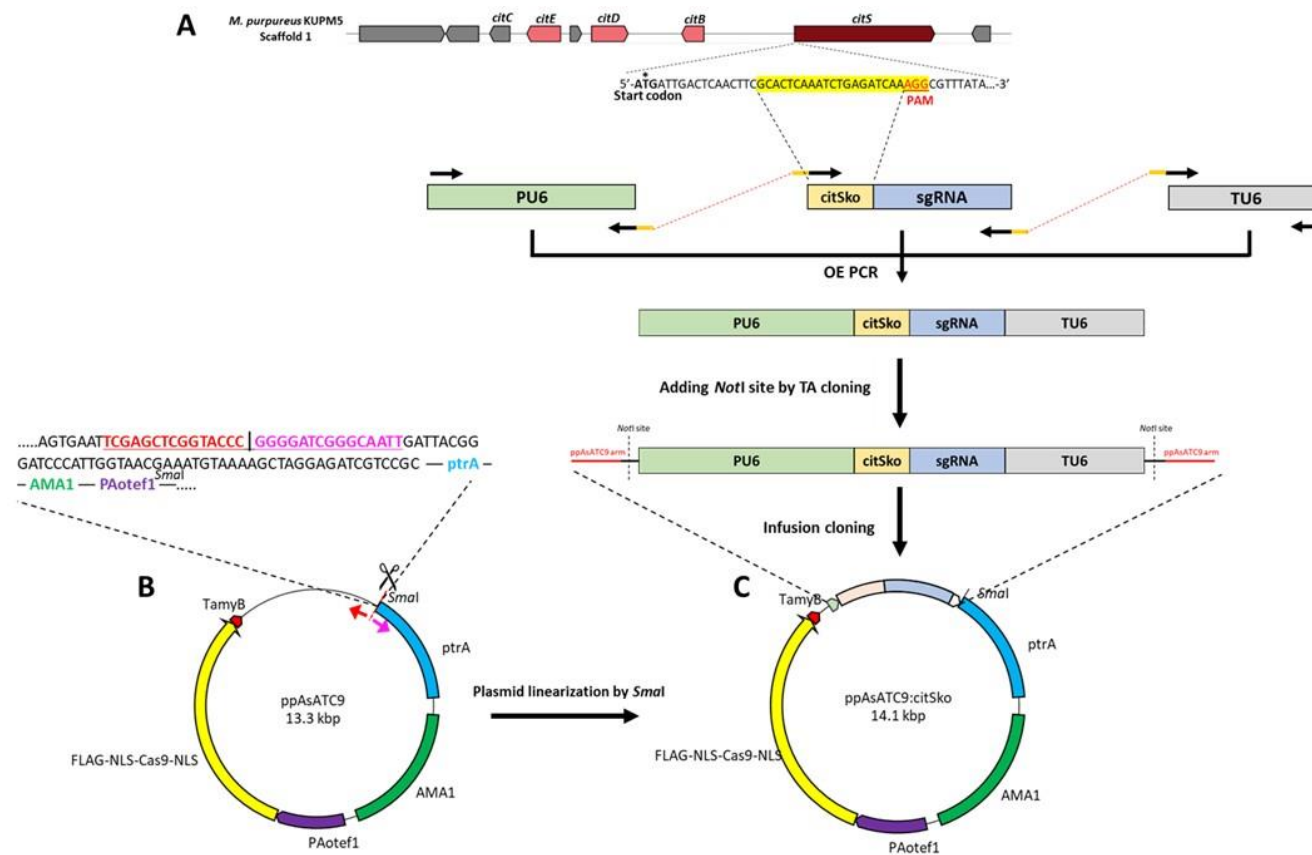 A
M. purpureus KUPM5
Scaffold 1
citC
citE
citD
citB
citS
*
5’-ATGATTGACTCAACTTCGCACTCAAATCTGAGATCAAAGGCGTTTATA...-3’
Start codon
PAM
PU6
citSko
sgRNA
TU6
OE PCR
PU6
citSko
sgRNA
TU6
Adding NotI site by TA cloning
NotI site
NotI site
ppAsATC9 arm
PU6
citSko
sgRNA
TU6
ppAsATC9 arm
.....AGTGAATTCGAGCTCGGTACCC GGGGATCGGGCAATTGATTACGG
GATCCCATTGGTAACGAAATGTAAAAGCTAGGAGATCGTCCGC — ptrA —
SmaI
— AMA1 — PAotef1 —.....
Infusion cloning
B
TamyB
SmaI
ptrA
ppAsATC9
13.3 kbp
FLAG-NLS-Cas9-NLS
AMA1
PAotef1
Plasmid linearization by SmaI
C
TamyB
SmaI
ptrA
ppAsATC9:citSko
14.1 kbp
FLAG-NLS-Cas9-NLS
AMA1
PAotef1